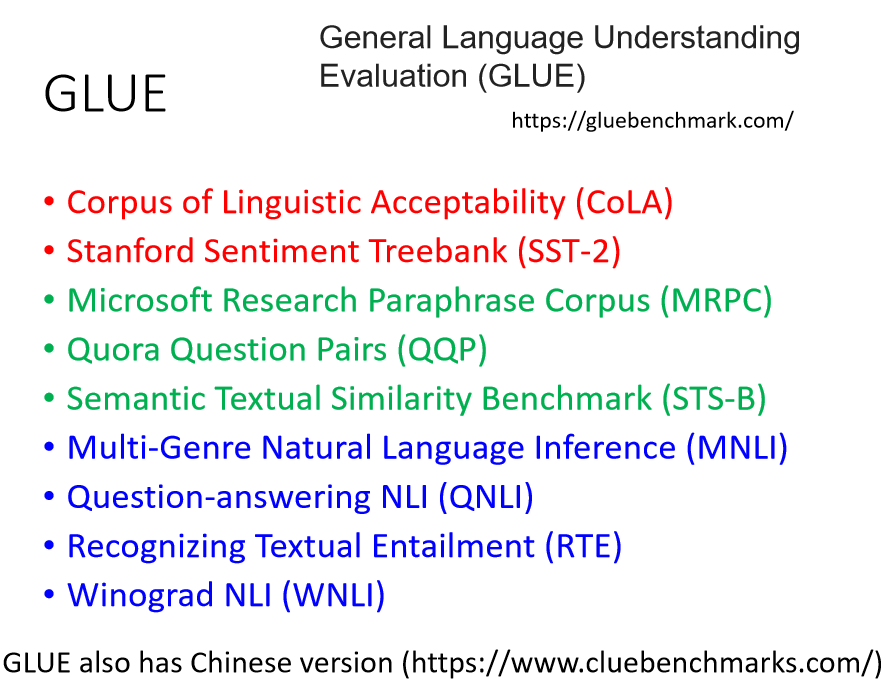 GLUE
General Language Understanding
Evaluation (GLUE)
https://gluebenchmark.com/
• Corpus of Linguistic Acceptability (CoLA)
• Stanford Sentiment Treebank (SST-2)
• Microsoft Research Paraphrase Corpus (MRPC)
• Quora Question Pairs (QQP)
• Semantic Textual Similarity Benchmark (STS-B)
• Multi-Genre Natural Language Inference (MNLI)
• Question-answering NLI (QNLI)
• Recognizing Textual Entailment (RTE)
• Winograd NLI (WNLI)
GLUE also has Chinese version (https://www.cluebenchmarks.com/)